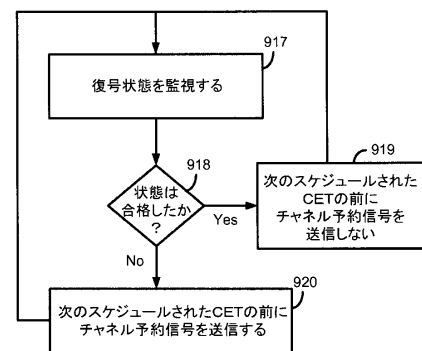 917
復号状態を監視する
918
状態は
合格したか
?
Yes
No
919
次のスケジュールされた
CETの前に
チャネル予約信号を
送信しない
920
次のスケジュールされたCETの前に
チャネル予約信号を送信する